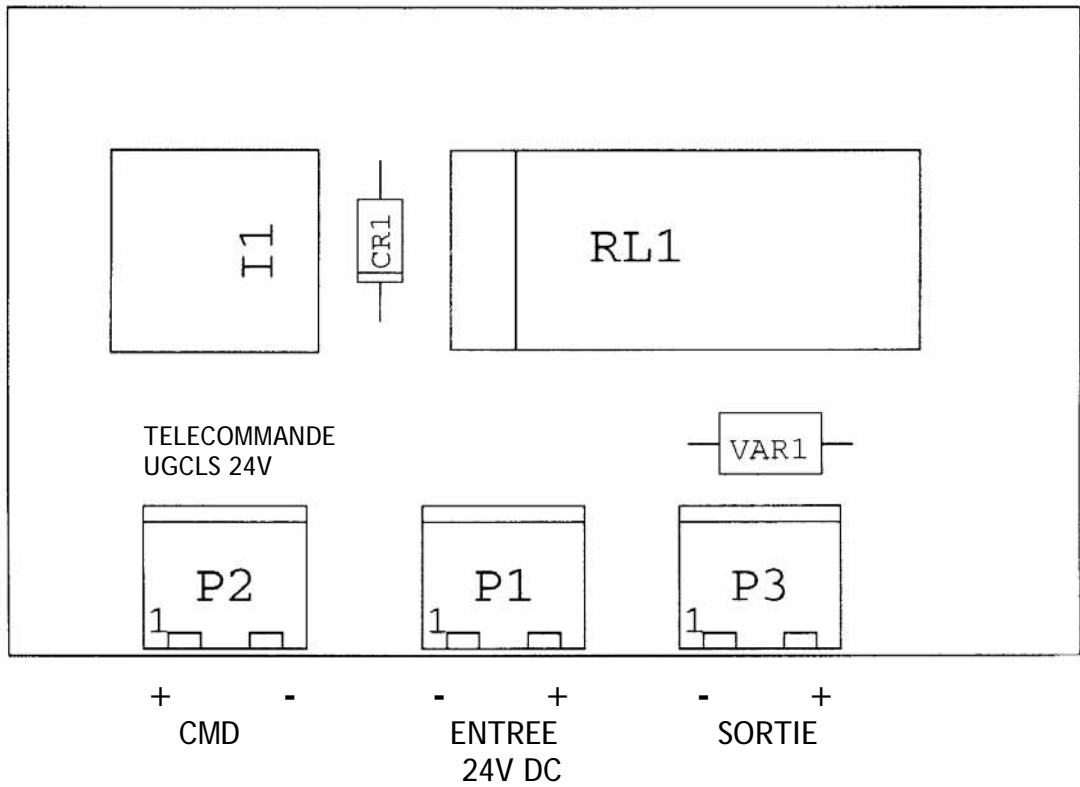 I1
CR1
RL1
TELECOMMANDE
UGCLS 24V
VAR1
P2
1
P1
1
P3
1
+ - - + - +
CMD ENTREE SORTIE
24V DC